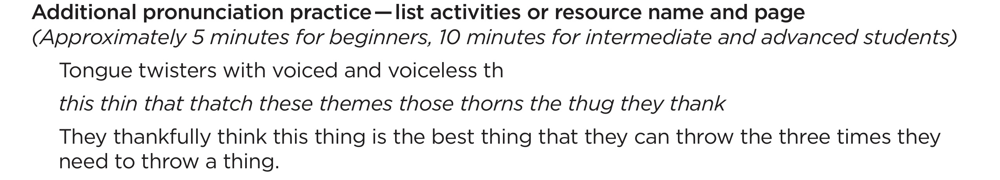 Additional pronunciation practice—list activities or resource name and page
(Approximately 5 minutes for beginners, 10 minutes for intermediate and advanced students)
Tongue twisters with voiced and voiceless th
this thin that thatch these themes those thorns the thug they thank
They thankfully think this thing is the best thing that they can throw the three times they
need to throw a thing.